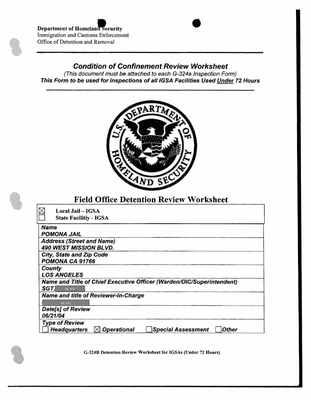 Department of Homeland Security
Immigration and Customs Enforcement
Office of Detention and Removal
Condition of Confinement Review Worksheet
(This document must be attached to each G-324a Inspection Form)
This Form to be used for Inspections of all IGSA Facilities Used Under 72 Hours
U.S. DEPARTMENT OF HOMELAND SECURITY
Field Office Detention Review Worksheet
Local Jail – IGSA
State Facility - IGSA
Name
POMONA JAIL
Address (Street and Name)
490 WEST MISSION BLVD.
City, State and Zip Code
POMONA CA 91766
County
LOS ANGELES
Name and Title of Chief Executive Officer (Warden/OIC/Superintendent)
SGT.
Name and title of Reviewer-In-Charge
Date[s] of Review
06/21/04
Type of Review
Headquarters Operational Special Assessment Other
G-324B Detention Review Worksheet for IGSAs (Under 72 Hours)